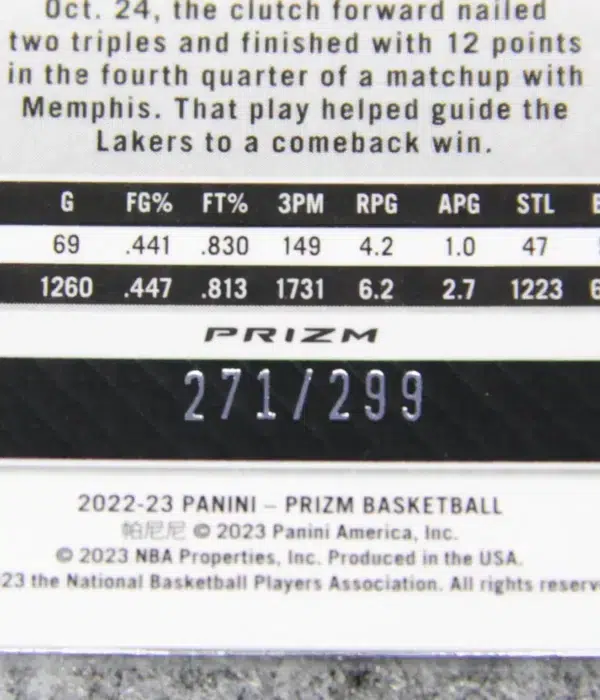 Oct. 24, the clutch forward nailed
two triples and finished with 12 points
in the fourth quarter of a matchup with
Memphis. That play helped guide the
Lakers to a comeback win.
G FG% FT% 3PM RPG APG STL
69 .441 .830 149 4.2 1.0 47
1260 .447 .813 1731 6.2 2.7 1223
PRIZM
271/299
2022-23 PANINI – PRIZM BASKETBALL
帕尼尼 © 2023 Panini America, Inc.
© 2023 NBA Properties, Inc. Produced in the USA.
23 the National Basketball Players Association. All rights reserv